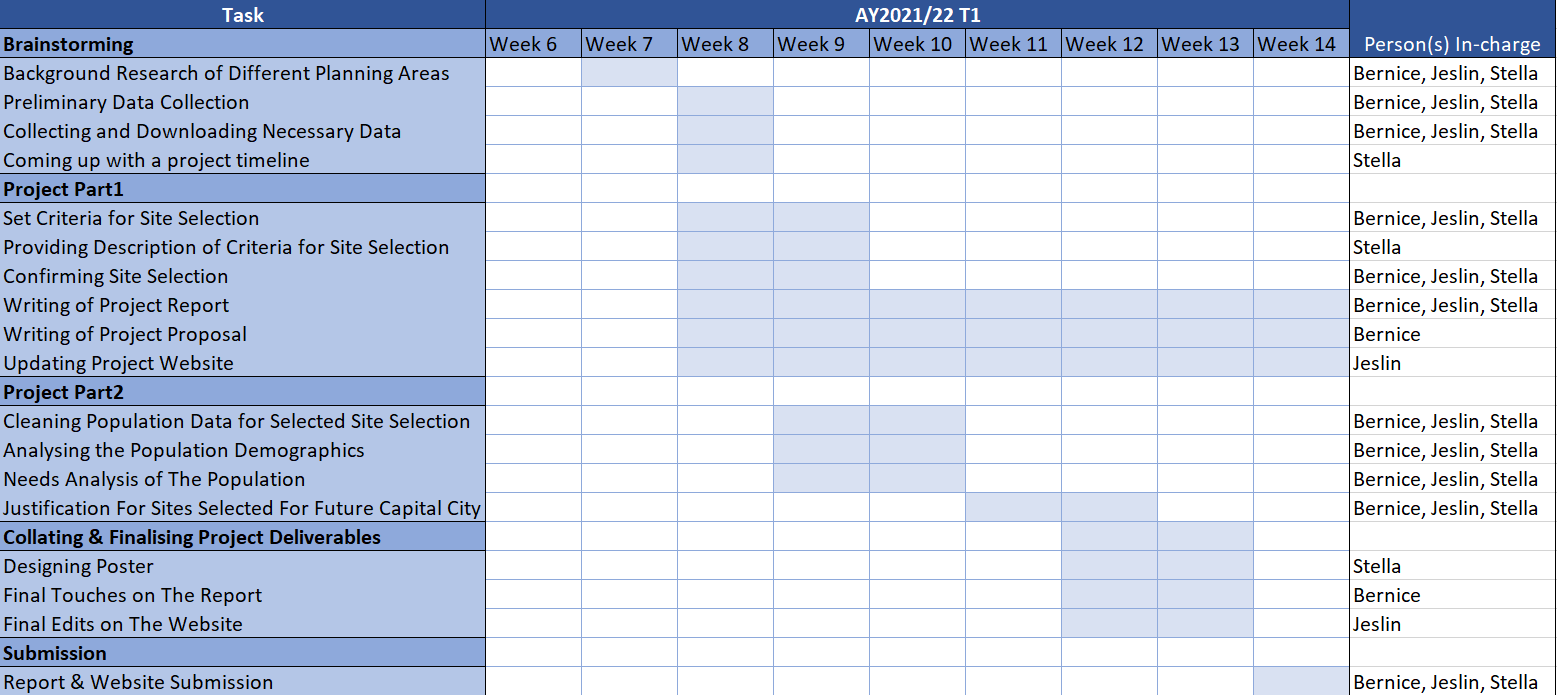 Task AY2021/22 T1
Brainstorming Week 6 Week 7 Week 8 Week 9 Week 10 Week 11 Week 12 Week 13 Week 14 Person(s) In-charge
Background Research of Different Planning Areas Bernice, Jeslin, Stella
Preliminary Data Collection Bernice, Jeslin, Stella
Collecting and Downloading Necessary Data Bernice, Jeslin, Stella
Coming up with a project timeline Stella
Project Part1
Set Criteria for Site Selection Bernice, Jeslin, Stella
Providing Description of Criteria for Site Selection Stella
Confirming Site Selection Bernice, Jeslin, Stella
Writing of Project Report Bernice, Jeslin, Stella
Writing of Project Proposal Bernice
Updating Project Website Jeslin
Project Part2
Cleaning Population Data for Selected Site Selection Bernice, Jeslin, Stella
Analysing the Population Demographics Bernice, Jeslin, Stella
Needs Analysis of The Population Bernice, Jeslin, Stella
Justification For Sites Selected For Future Capital City Bernice, Jeslin, Stella
Collating & Finalising Project Deliverables
Designing Poster Stella
Final Touches on The Report Bernice
Final Edits on The Website Jeslin
Submission
Report & Website Submission Bernice, Jeslin, Stella